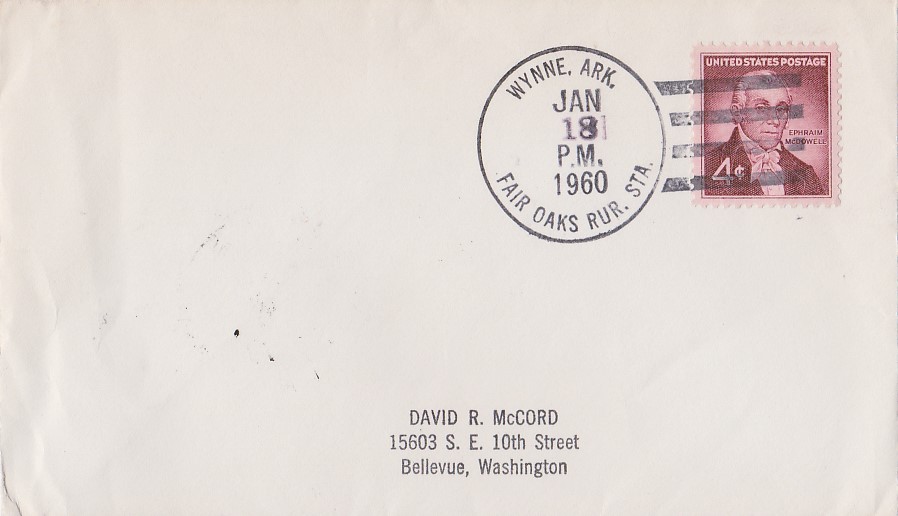 WYNNE, ARK.
JAN
18
P.M.
1960
FAIR OAKS RUR. STA.
UNITED STATES POSTAGE
EPHRAIM
McDOWELL
4¢
DAVID R. McCORD
15603 S. E. 10th Street
Bellevue, Washington